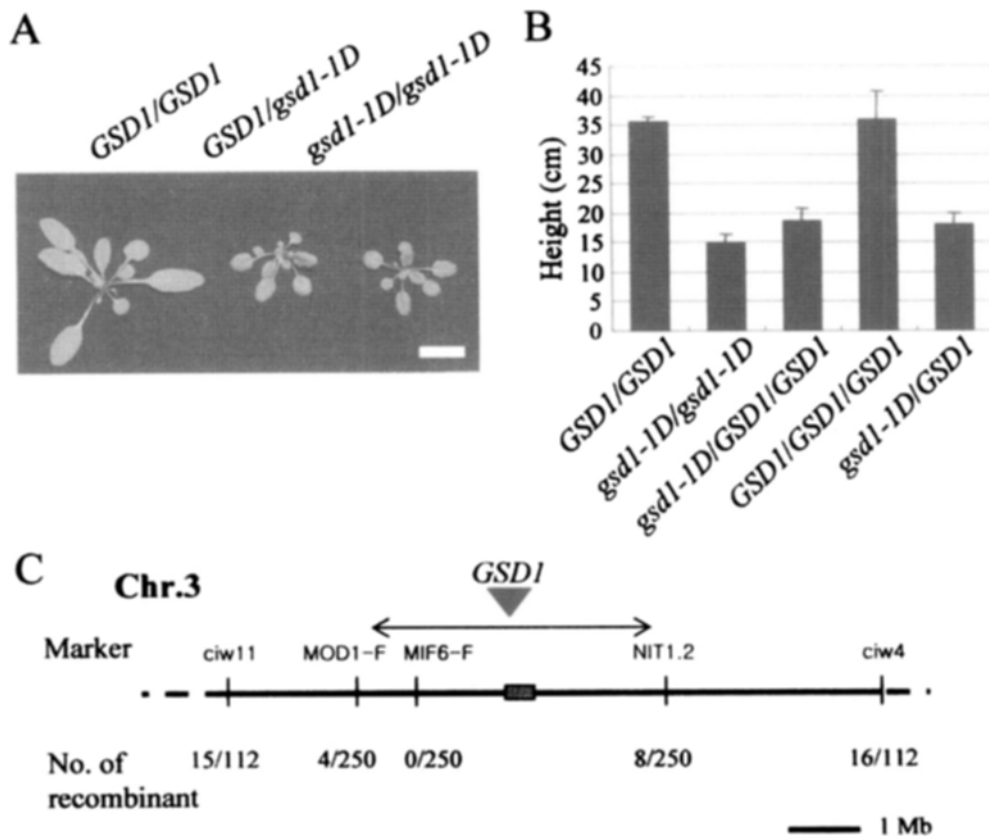 A
GSD1/GSD1
GSD1/gsd1-1D
gsd1-1D/gsd1-1D
B
Height (cm)
45
40
35
30
25
20
15
10
5
0
GSD1/GSD1
gsd1-1D/gsd1-1D
gsd1-1D/GSD1/GSD1
GSD1/GSD1/GSD1
gsd1-1D/GSD1
C
Chr.3
GSD1
Marker
ciw11 MOD1-F MIF6-F NIT1.2 ciw4
No. of
recombinant
15/112 4/250 0/250 8/250 16/112
1 Mb